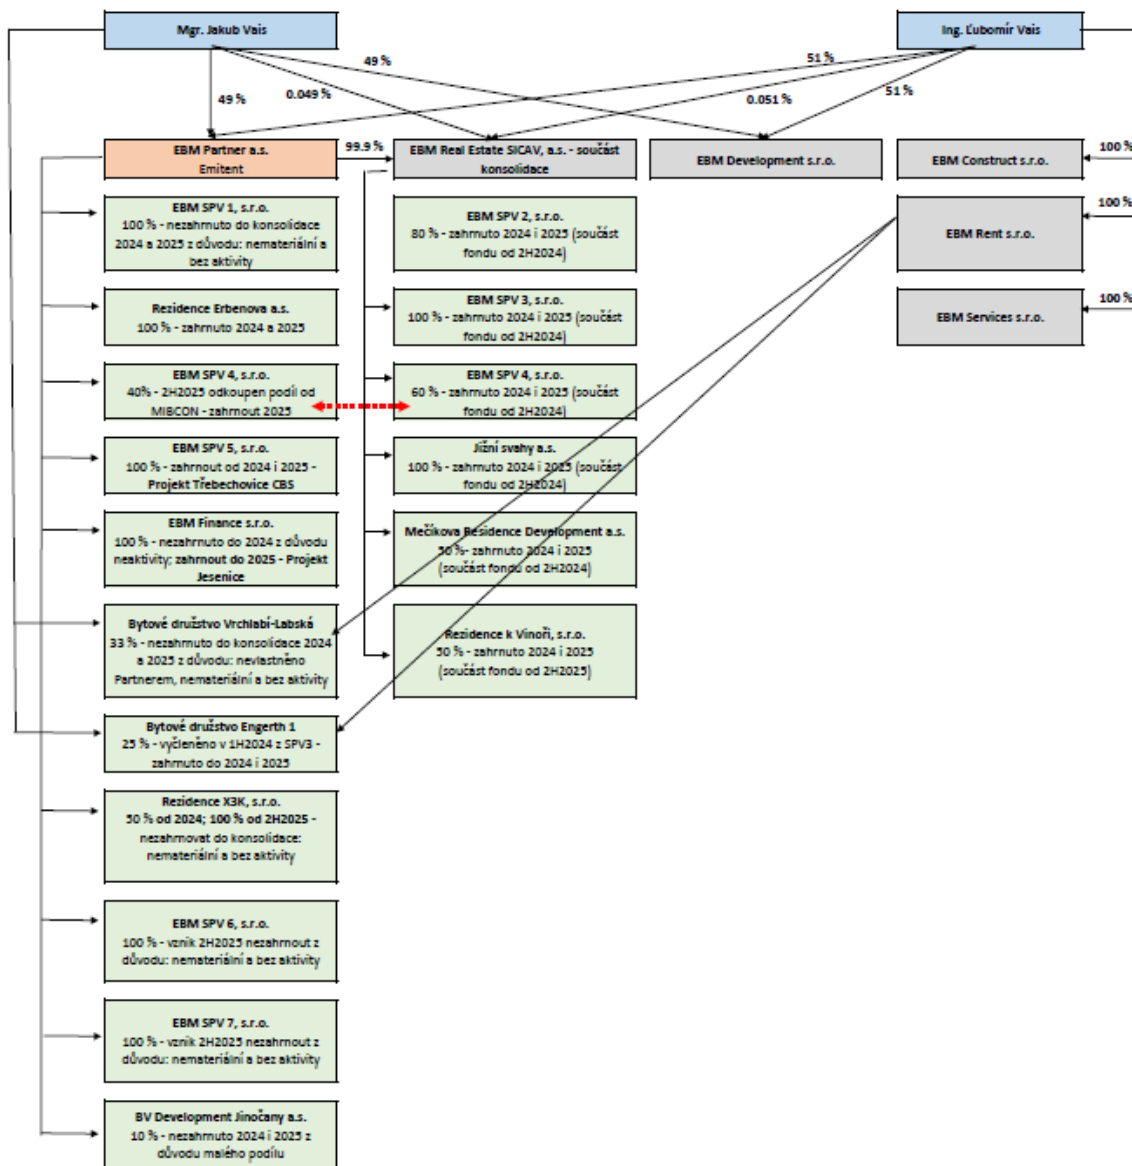 Mgr. Jakub Vais
Ing. Ľubomír Vais
49 %
51 %
49 %
0.049 %
0.051 %
51 %
EBM Partner a.s.
Emitent
99.9 %
EBM Real Estate SICAV, a.s. - součást
konsolidace
EBM Development s.r.o.
EBM Construct s.r.o.
100 %
EBM SPV 1, s.r.o.
100 % - nezahrnuto do konsolidace
2024 a 2025 z důvodu: nemateriální a
bez aktivity
EBM SPV 2, s.r.o.
80 % - zahrnuto 2024 i 2025 (součást
fondu od 2H2024)
EBM Rent s.r.o.
100 %
Rezidence Erbenova a.s.
100 % - zahrnuto 2024 a 2025
EBM SPV 3, s.r.o.
100 % - zahrnuto 2024 i 2025 (součást
fondu od 2H2024)
EBM Services s.r.o.
100 %
EBM SPV 4, s.r.o.
40% - 2H2025 odkoupen podíl od
MIBCON - zahrnout 2025
EBM SPV 4, s.r.o.
60 % - zahrnuto 2024 i 2025 (součást
fondu od 2H2024)
EBM SPV 5, s.r.o.
100 % - zahrnout od 2024 i 2025 -
Projekt Třebechovice CBS
Jižní svahy a.s.
100 % - zahrnuto 2024 i 2025 (součást
fondu od 2H2024)
EBM Finance s.r.o.
100 % - nezahrnuto do 2024 z důvodu
neaktivity; zahrnout do 2025 - Projekt
Jesenice
Mečíkova Residence Development a.s.
50 %- zahrnuto 2024 i 2025
(součást fondu od 2H2024)
Bytové družstvo Vrchlabí-Labská
33 % - nezahrnuto do konsolidace 2024
a 2025 z důvodu: nevlastněno
Partnerem, nemateriální a bez aktivity
Rezidence k Vinoři, s.r.o.
50 % - zahrnuto 2024 i 2025
(součást fondu od 2H2025)
Bytové družstvo Engerth 1
25 % - vyčleněno v 1H2024 z SPV3 -
zahrnuto do 2024 i 2025
Rezidence X3K, s.r.o.
50 % od 2024; 100 % od 2H2025 -
nezahrnovat do konsolidace:
nemateriální a bez aktivity
EBM SPV 6, s.r.o.
100 % - vznik 2H2025 nezahrnout z
důvodu: nemateriální a bez aktivity
EBM SPV 7, s.r.o.
100 % - vznik 2H2025 nezahrnout z
důvodu: nemateriální a bez aktivity
BV Development Jinočany a.s.
10 % - nezahrnuto 2024 i 2025 z
důvodu malého podílu